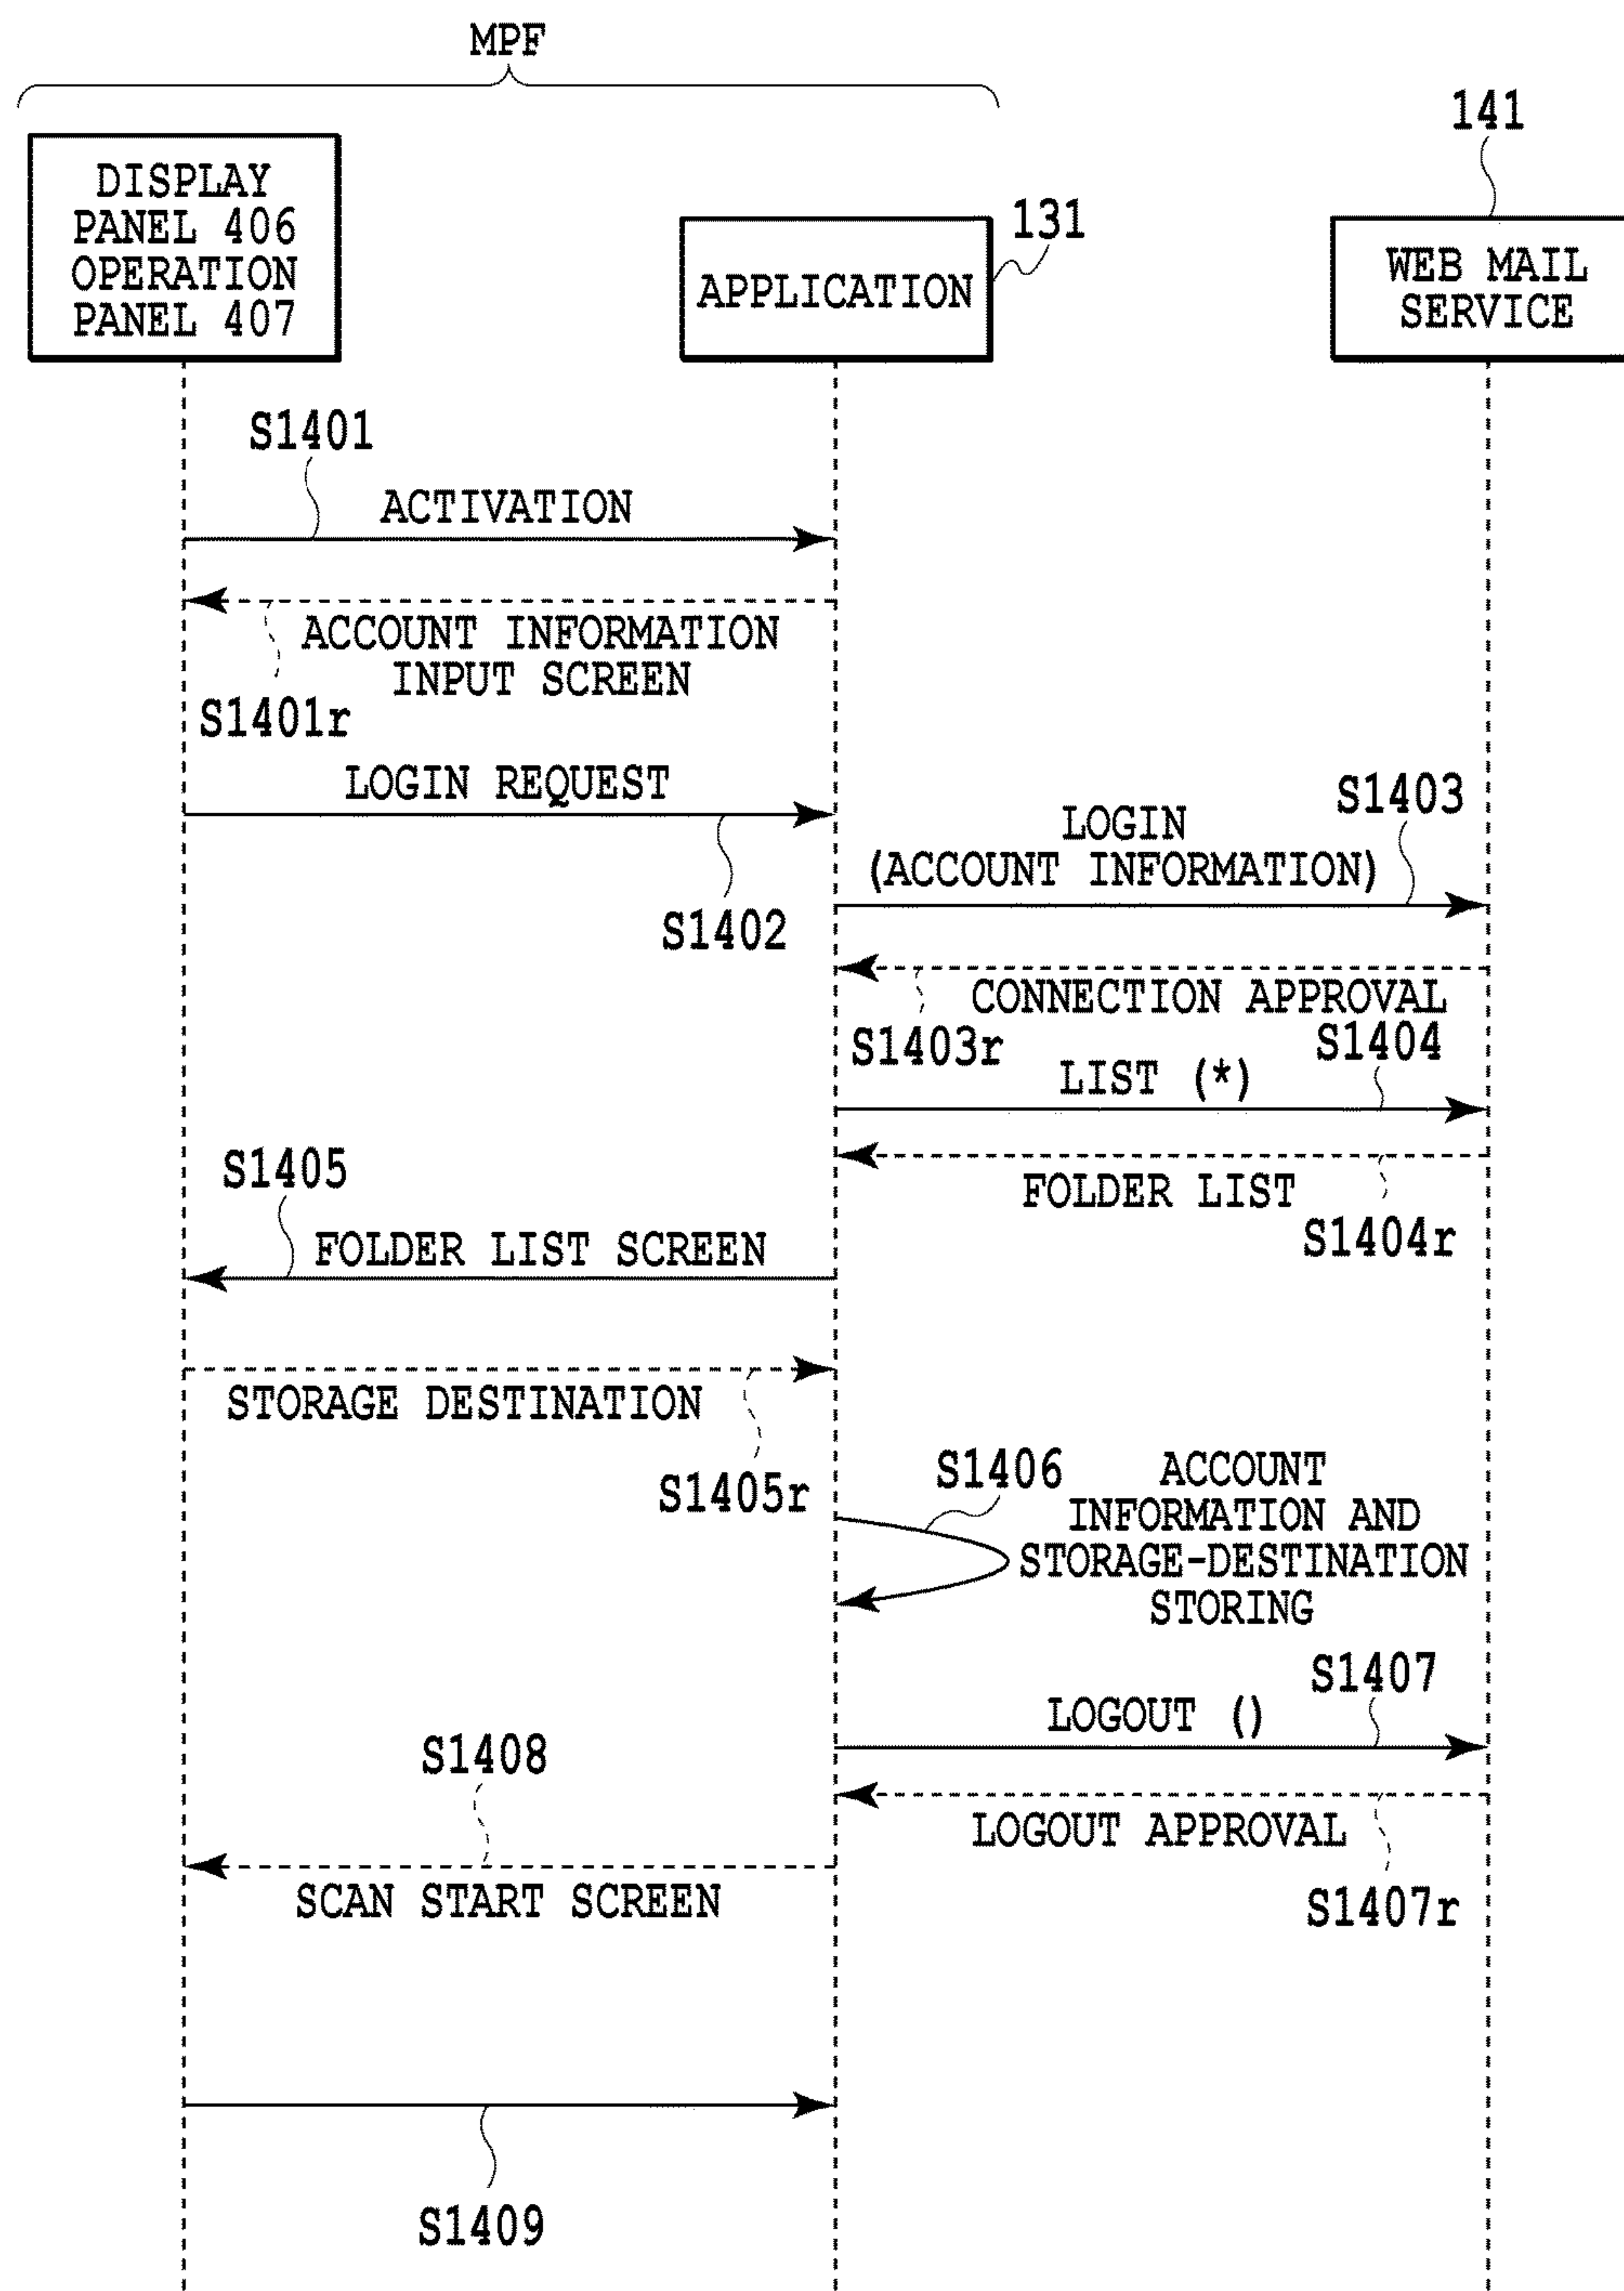 MPF
141
DISPLAY
PANEL 406
OPERATION
PANEL 407
131
APPLICATION
WEB MAIL
SERVICE
S1401
ACTIVATION
ACCOUNT INFORMATION
INPUT SCREEN
S1401r
LOGIN REQUEST
S1402
S1403
LOGIN
(ACCOUNT INFORMATION)
CONNECTION APPROVAL
S1403r
S1404
LIST (*)
FOLDER LIST
S1404r
S1405
FOLDER LIST SCREEN
STORAGE DESTINATION
S1405r
S1406
ACCOUNT
INFORMATION AND
STORAGE-DESTINATION
STORING
S1407
LOGOUT ()
LOGOUT APPROVAL
S1407r
S1408
SCAN START SCREEN
S1409